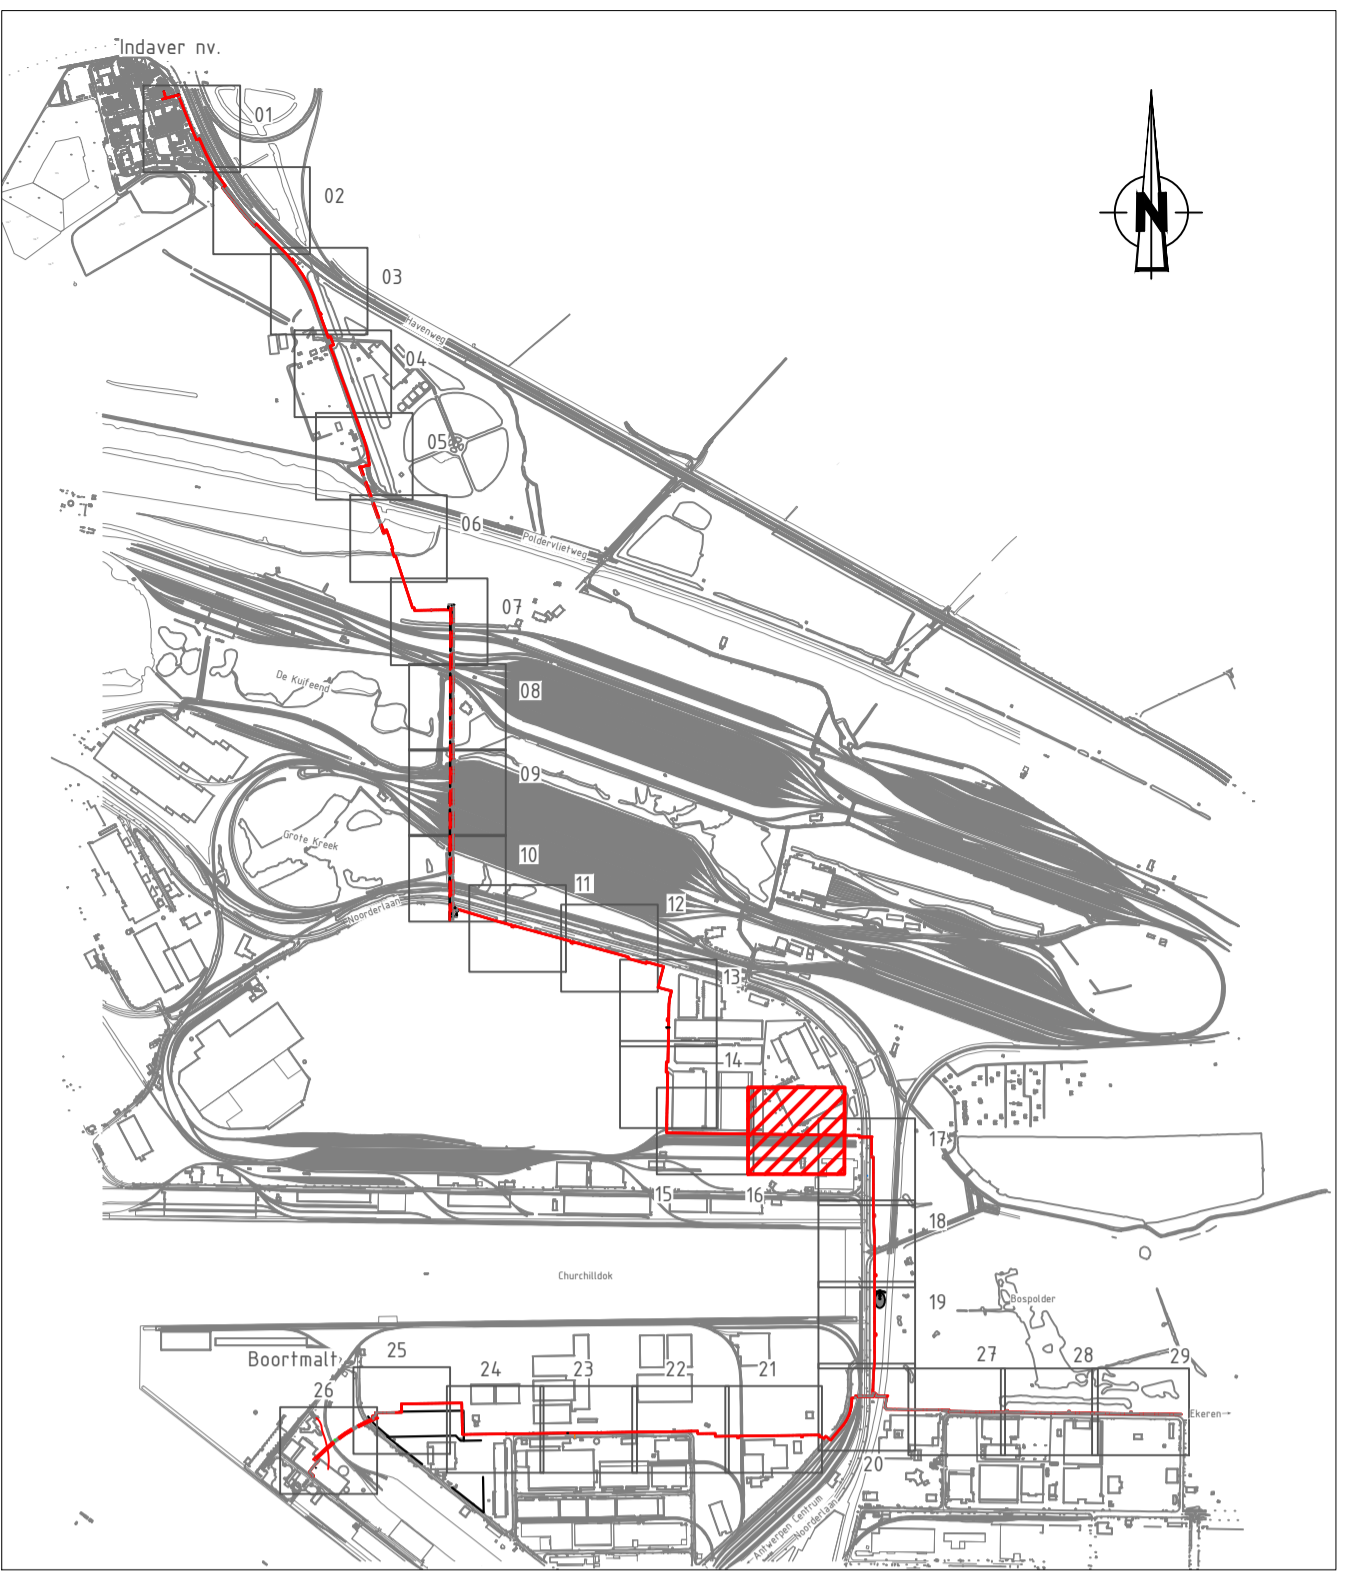 Indaver nv.
01
N
02
03
Havenweg
04
05
06
Poldervlietweg
07
De Kuifeend
08
09
Grote Kreek
10
11
Noorderlaan
12
13
14
17
15
16
18
Churchilldok
19
Bospolder
Boortmalt
25
24
23
22
21
27
28
29
26
Ekeren
20
Antwerpen Centrum
Noorderlaan